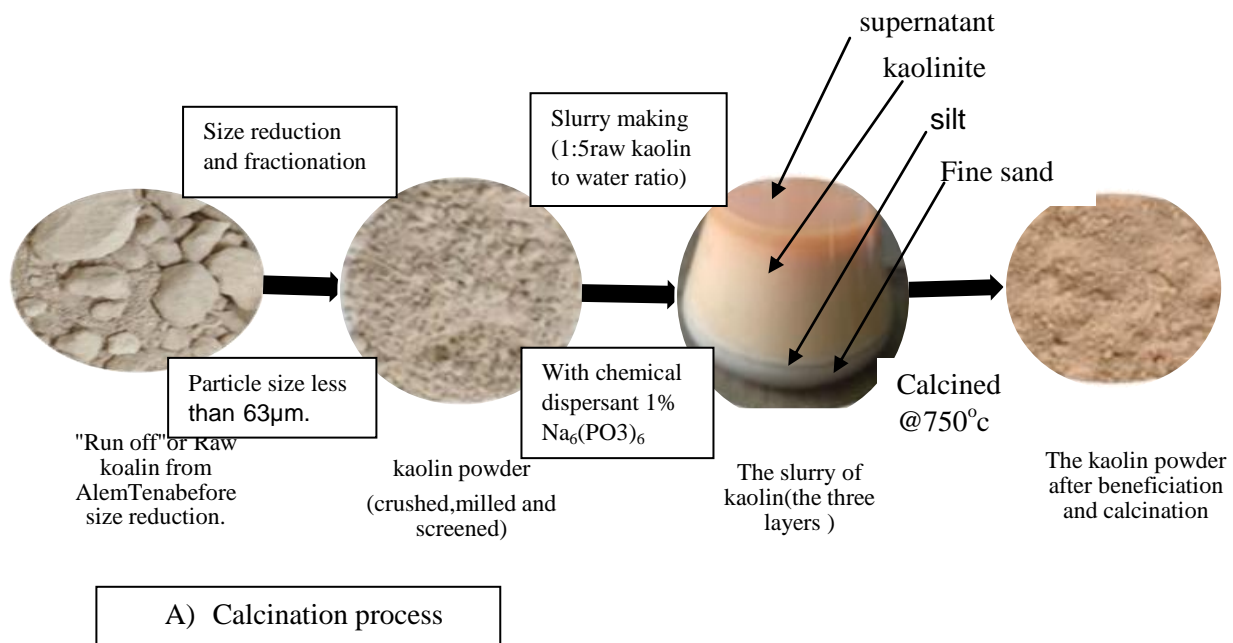 supernatant
kaolinite
silt
Fine sand
Size reduction
and fractionation
Slurry making
(1:5raw kaolin
to water ratio)
Particle size less
than 63µm.
With chemical
dispersant 1%
Na₆(PO3)₆
Calcined
@750°c
"Run off"or Raw
koalin from
AlemTenabefore
size reduction.
kaolin powder
(crushed,milled and
screened)
The slurry of
kaolin(the three
layers )
The kaolin powder
after beneficiation
and calcination
A) Calcination process